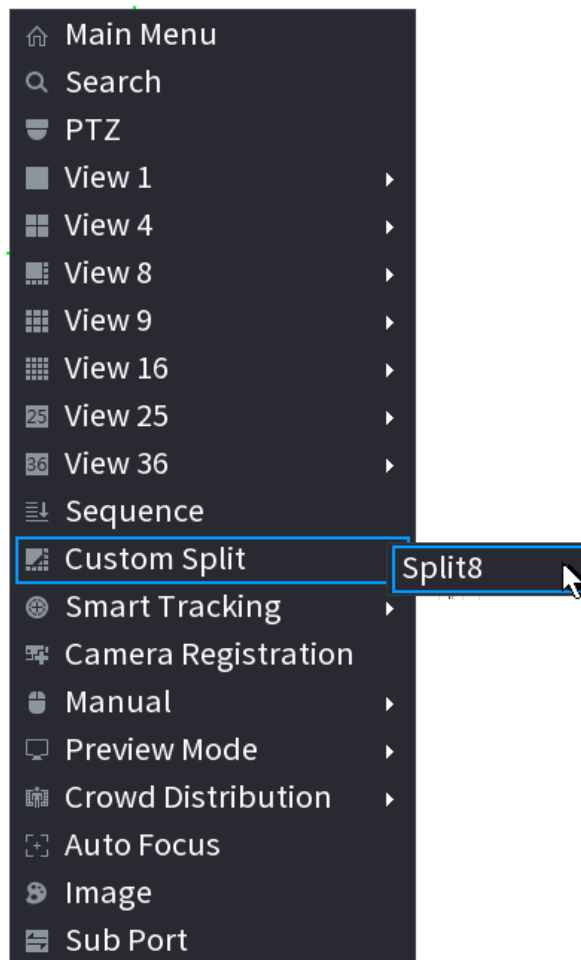 Main Menu
Search
PTZ
View 1
View 4
View 8
View 9
View 16
25 View 25
36 View 36
Sequence
Custom Split
Split8
Smart Tracking
Camera Registration
Manual
Preview Mode
Crowd Distribution
Auto Focus
Image
Sub Port